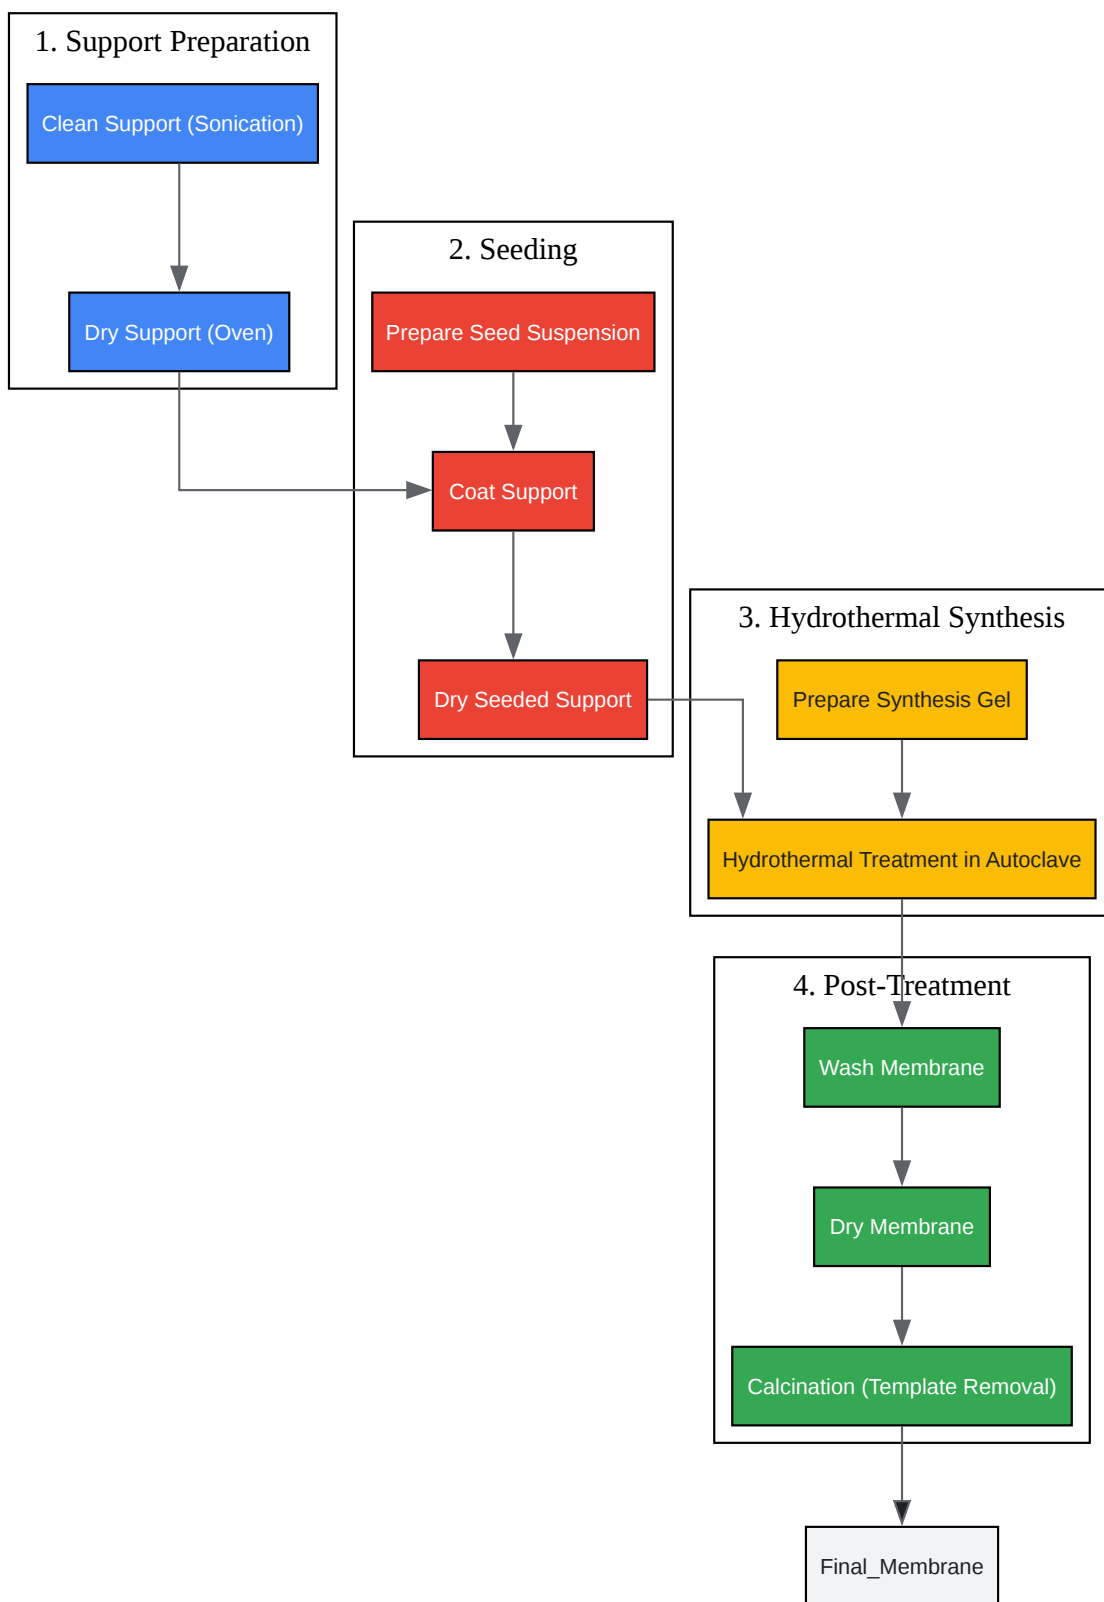 1. Support Preparation
Clean Support (Sonication)
Dry Support (Oven)
2. Seeding
Prepare Seed Suspension
Coat Support
Dry Seeded Support
3. Hydrothermal Synthesis
Prepare Synthesis Gel
Hydrothermal Treatment in Autoclave
4. Post-Treatment
Wash Membrane
Dry Membrane
Calcination (Template Removal)
Final_Membrane